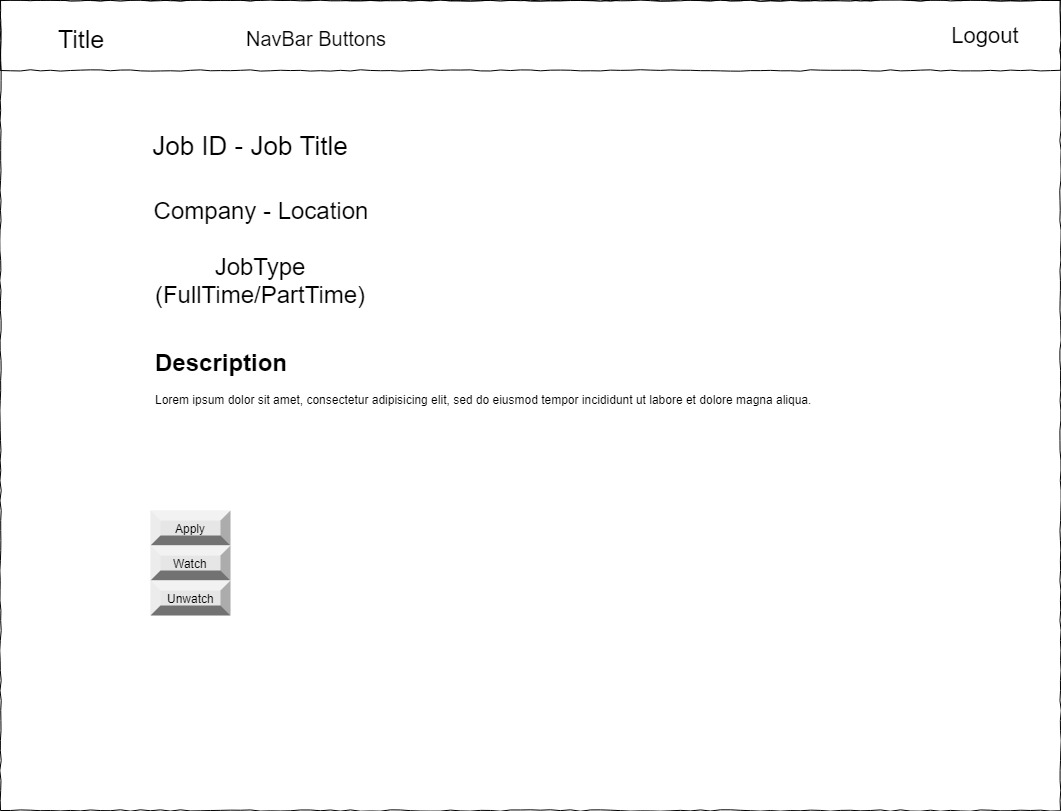 Title
NavBar Buttons
Logout
Job ID - Job Title
Company - Location
JobType
(FullTime/PartTime)
Description
Lorem ipsum dolor sit amet, consectetur adipisicing elit, sed do eiusmod tempor incididunt ut labore et dolore magna aliqua.
Apply
Watch
Unwatch